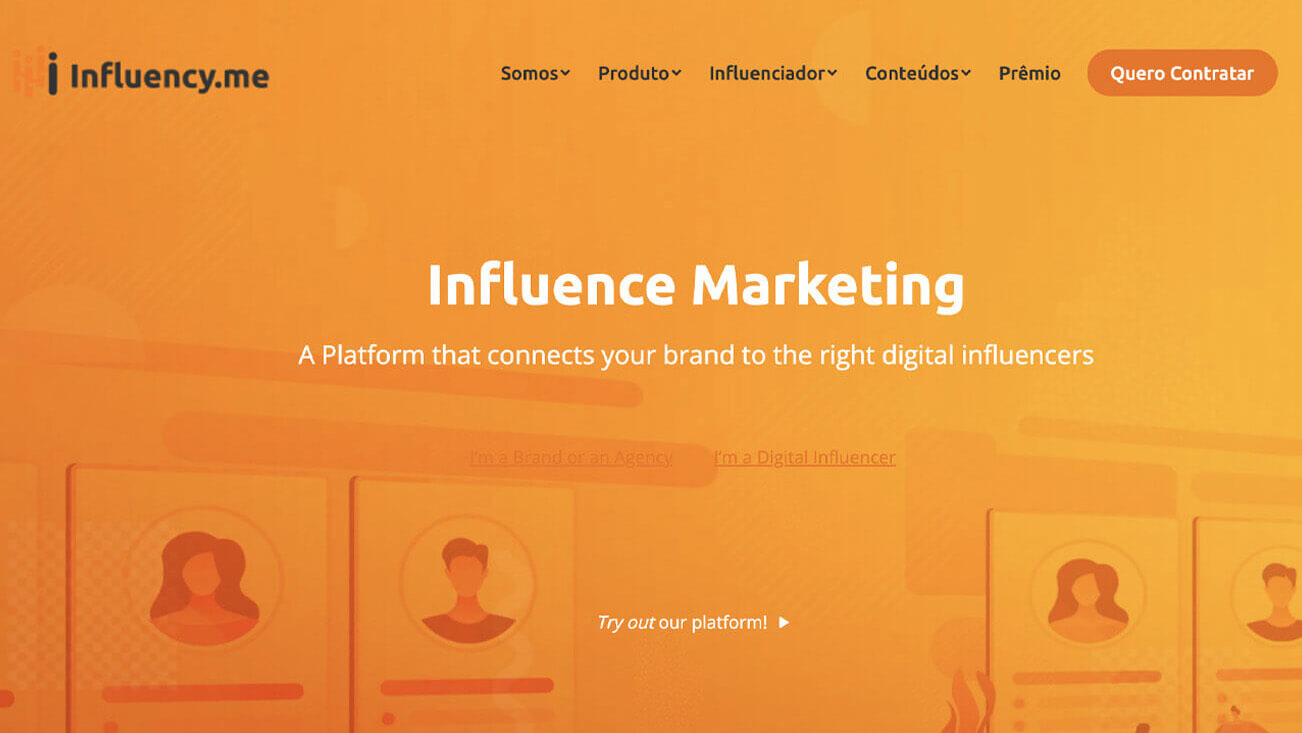 Influency.me
Somos Produto Influenciador Conteúdos Prêmio Quero Contratar
Influence Marketing
A Platform that connects your brand to the right digital influencers
I'm a Brand or an Agency I'm a Digital Influencer
Try out our platform!